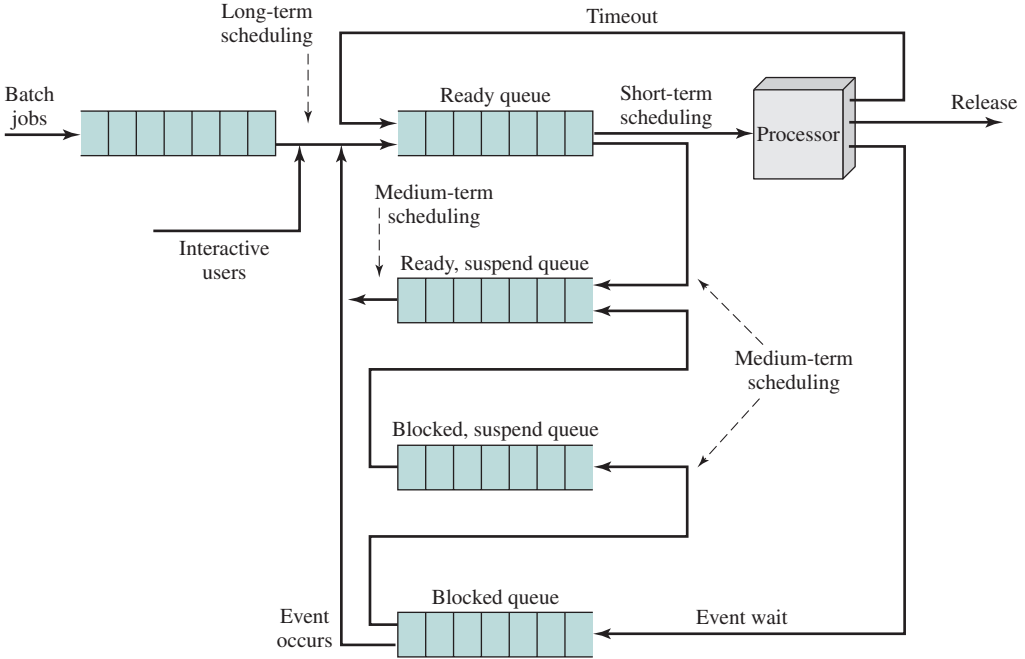 Timeout
Long-term
scheduling
Batch
jobs
Ready queue
Short-term
scheduling
Processor
Release
Medium-term
scheduling
Interactive
users
Ready, suspend queue
Medium-term
scheduling
Blocked, suspend queue
Blocked queue
Event
occurs
Event wait